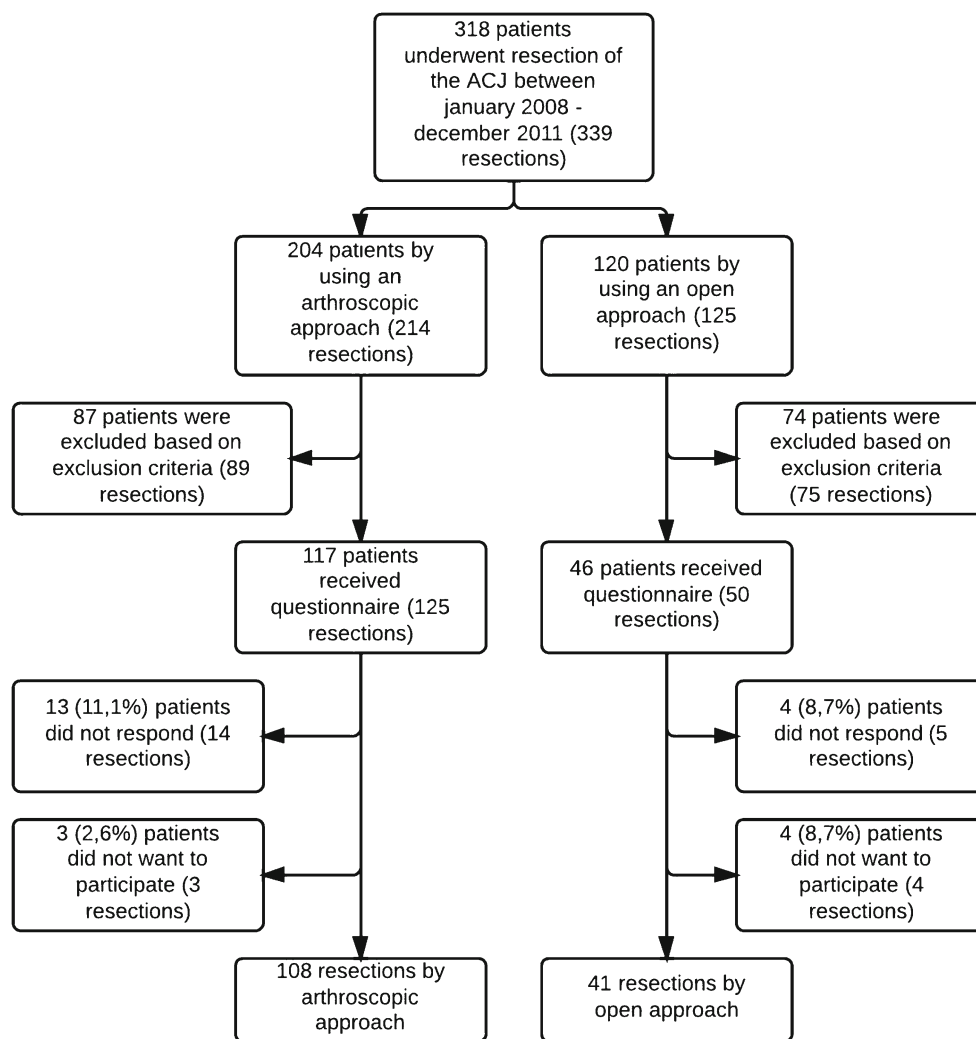 318 patients
underwent resection of
the ACJ between
january 2008 -
december 2011 (339
resections)
204 patients by
using an
arthroscopic
approach (214
resections)
120 patients by
using an open
approach (125
resections)
87 patients were
excluded based on
exclusion criteria (89
resections)
74 patients were
excluded based on
exclusion criteria
(75 resections)
117 patients
received
questionnaire (125
resections)
46 patients received
questionnaire (50
resections)
13 (11,1%) patients
did not respond (14
resections)
4 (8,7%) patients
did not respond (5
resections)
3 (2,6%) patients
did not want to
participate (3
resections)
4 (8,7%) patients
did not want to
participate (4
resections)
108 resections by
arthroscopic
approach
41 resections by
open approach